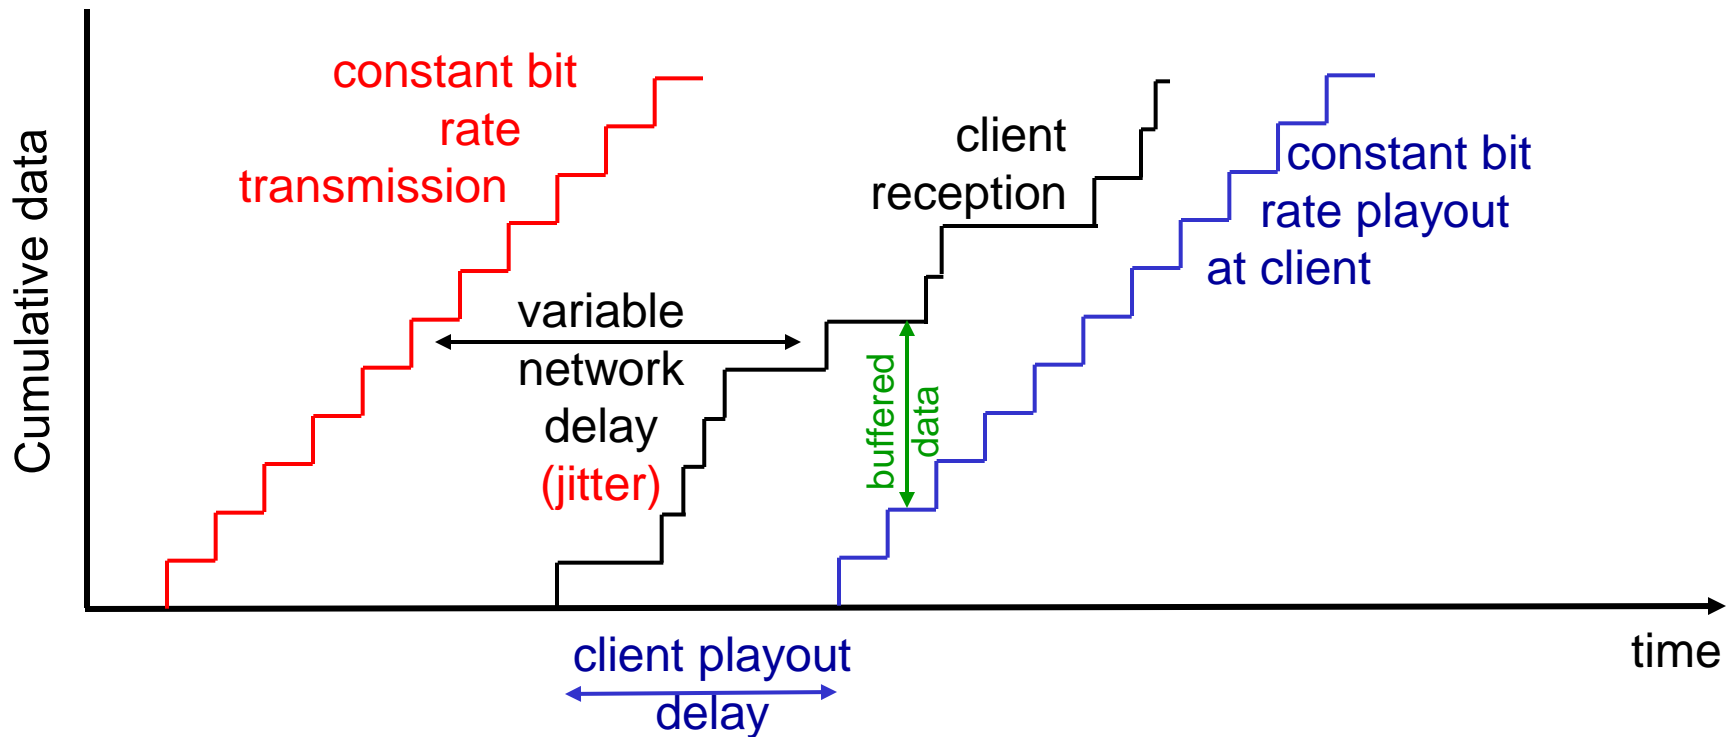 Cumulative data
constant bit
rate
transmission
variable
network
delay
(jitter)
client
reception
buffered
data
constant bit
rate playout
at client
time
client playout
delay